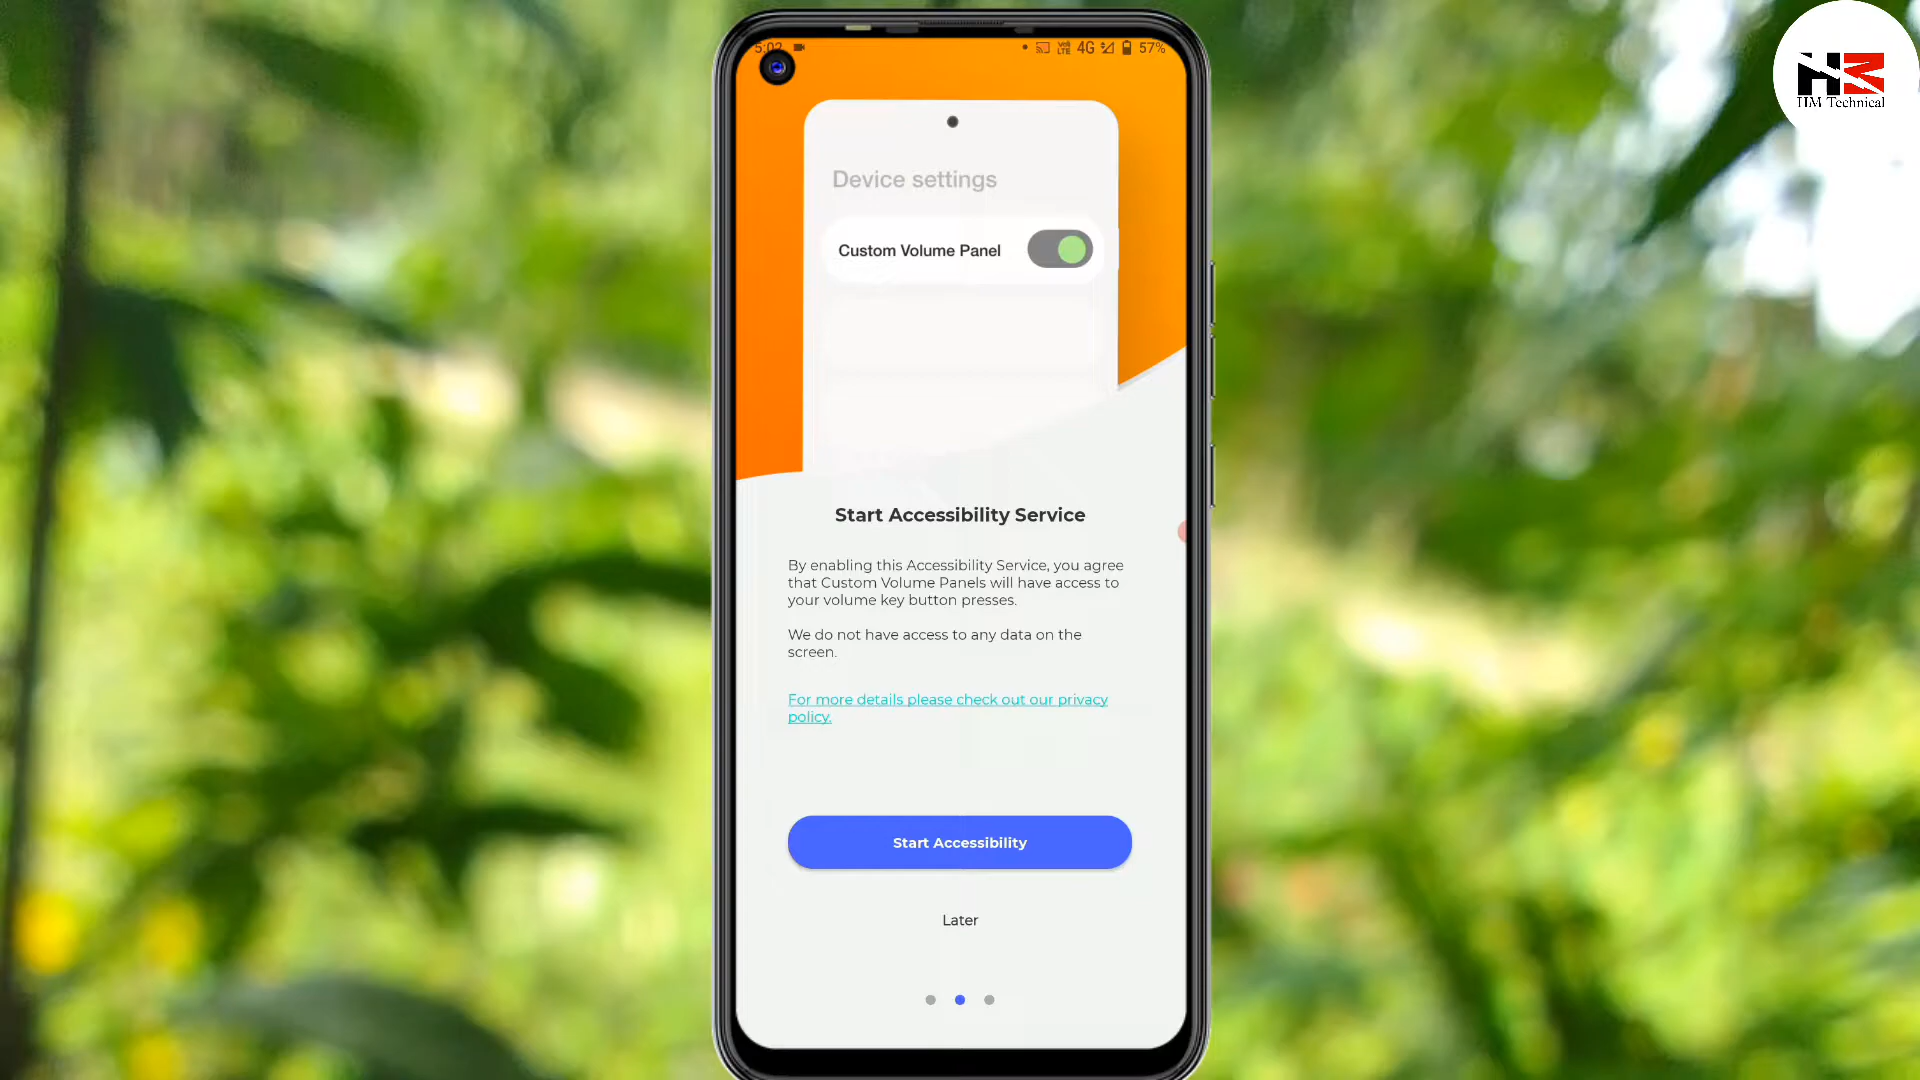 HM Technical
5:02 4G 57%
Device settings
Custom Volume Panel
Start Accessibility Service
By enabling this Accessibility Service, you agree
that Custom Volume Panels will have access to
your volume key button presses.
We do not have access to any data on the
screen.
For more details please check out our privacy
policy.
Start Accessibility
Later